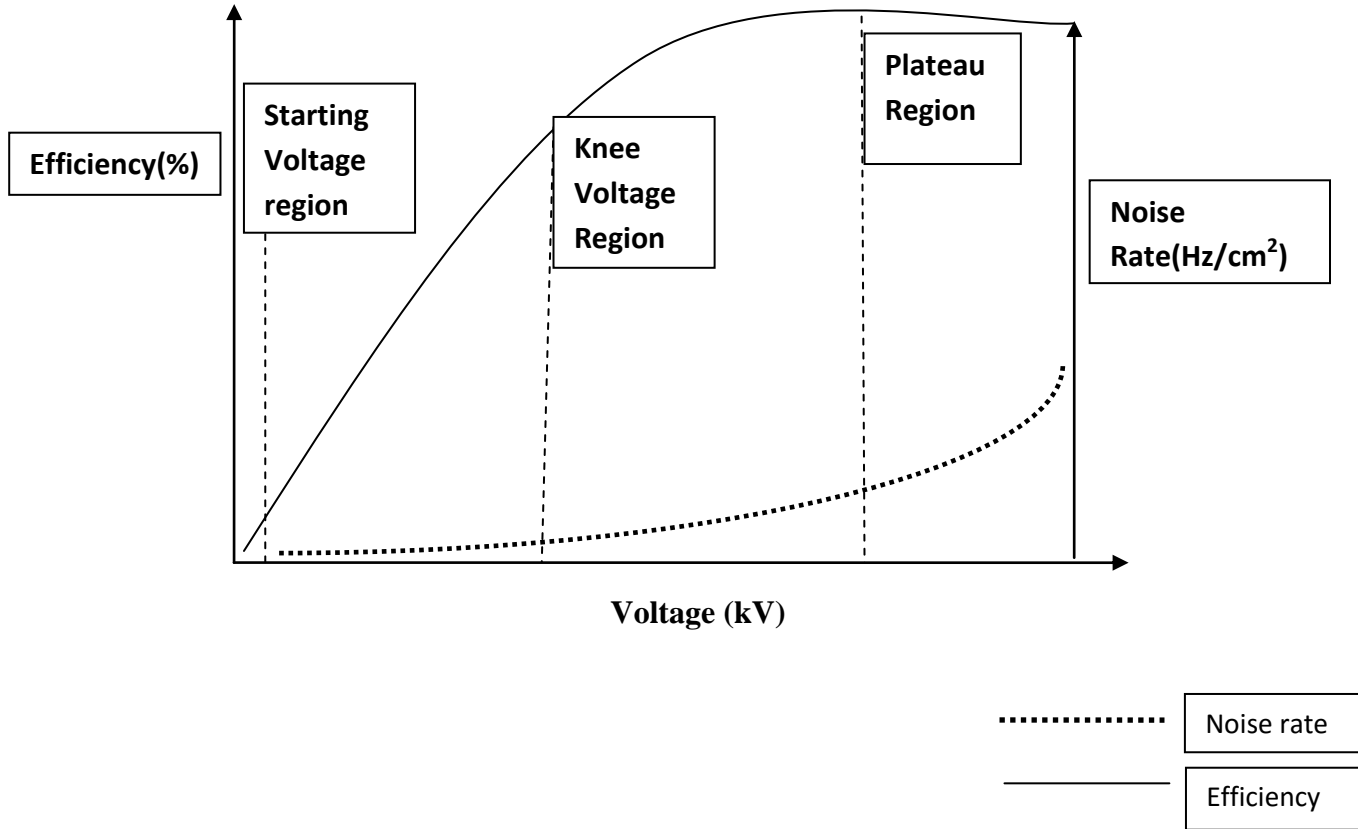 Efficiency(%)
Starting
Voltage
region
Knee
Voltage
Region
Plateau
Region
Noise
Rate(Hz/cm²)
Voltage (kV)
Noise rate
Efficiency